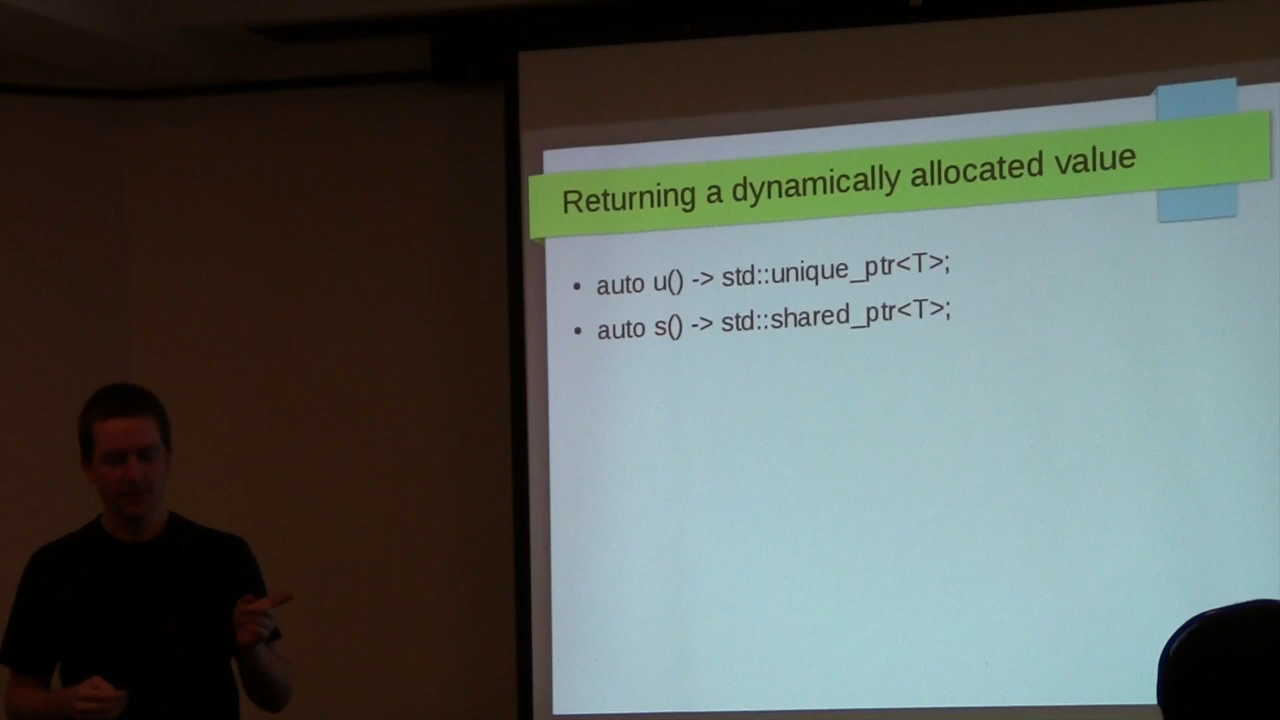 Returning a dynamically allocated value
• auto u() -> std::unique_ptr<T>;
• auto s() -> std::shared_ptr<T>;